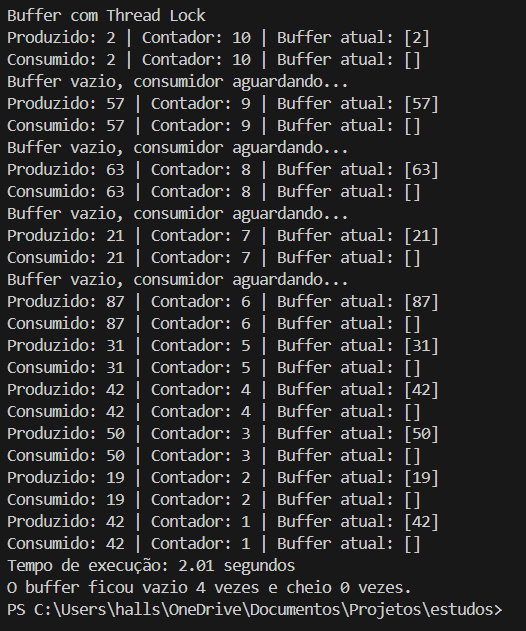 Buffer com Thread Lock
Produzido: 2 | Contador: 10 | Buffer atual: [2]
Consumido: 2 | Contador: 10 | Buffer atual: []
Buffer vazio, consumidor aguardando...
Produzido: 57 | Contador: 9 | Buffer atual: [57]
Consumido: 57 | Contador: 9 | Buffer atual: []
Buffer vazio, consumidor aguardando...
Produzido: 63 | Contador: 8 | Buffer atual: [63]
Consumido: 63 | Contador: 8 | Buffer atual: []
Buffer vazio, consumidor aguardando...
Produzido: 21 | Contador: 7 | Buffer atual: [21]
Consumido: 21 | Contador: 7 | Buffer atual: []
Buffer vazio, consumidor aguardando...
Produzido: 87 | Contador: 6 | Buffer atual: [87]
Consumido: 87 | Contador: 6 | Buffer atual: []
Produzido: 31 | Contador: 5 | Buffer atual: [31]
Consumido: 31 | Contador: 5 | Buffer atual: []
Produzido: 42 | Contador: 4 | Buffer atual: [42]
Consumido: 42 | Contador: 4 | Buffer atual: []
Produzido: 50 | Contador: 3 | Buffer atual: [50]
Consumido: 50 | Contador: 3 | Buffer atual: []
Produzido: 19 | Contador: 2 | Buffer atual: [19]
Consumido: 19 | Contador: 2 | Buffer atual: []
Produzido: 42 | Contador: 1 | Buffer atual: [42]
Consumido: 42 | Contador: 1 | Buffer atual: []
Tempo de execução: 2.01 segundos
O buffer ficou vazio 4 vezes e cheio 0 vezes.
PS C:\Users\halls\OneDrive\Documentos\Projetos\estudos>